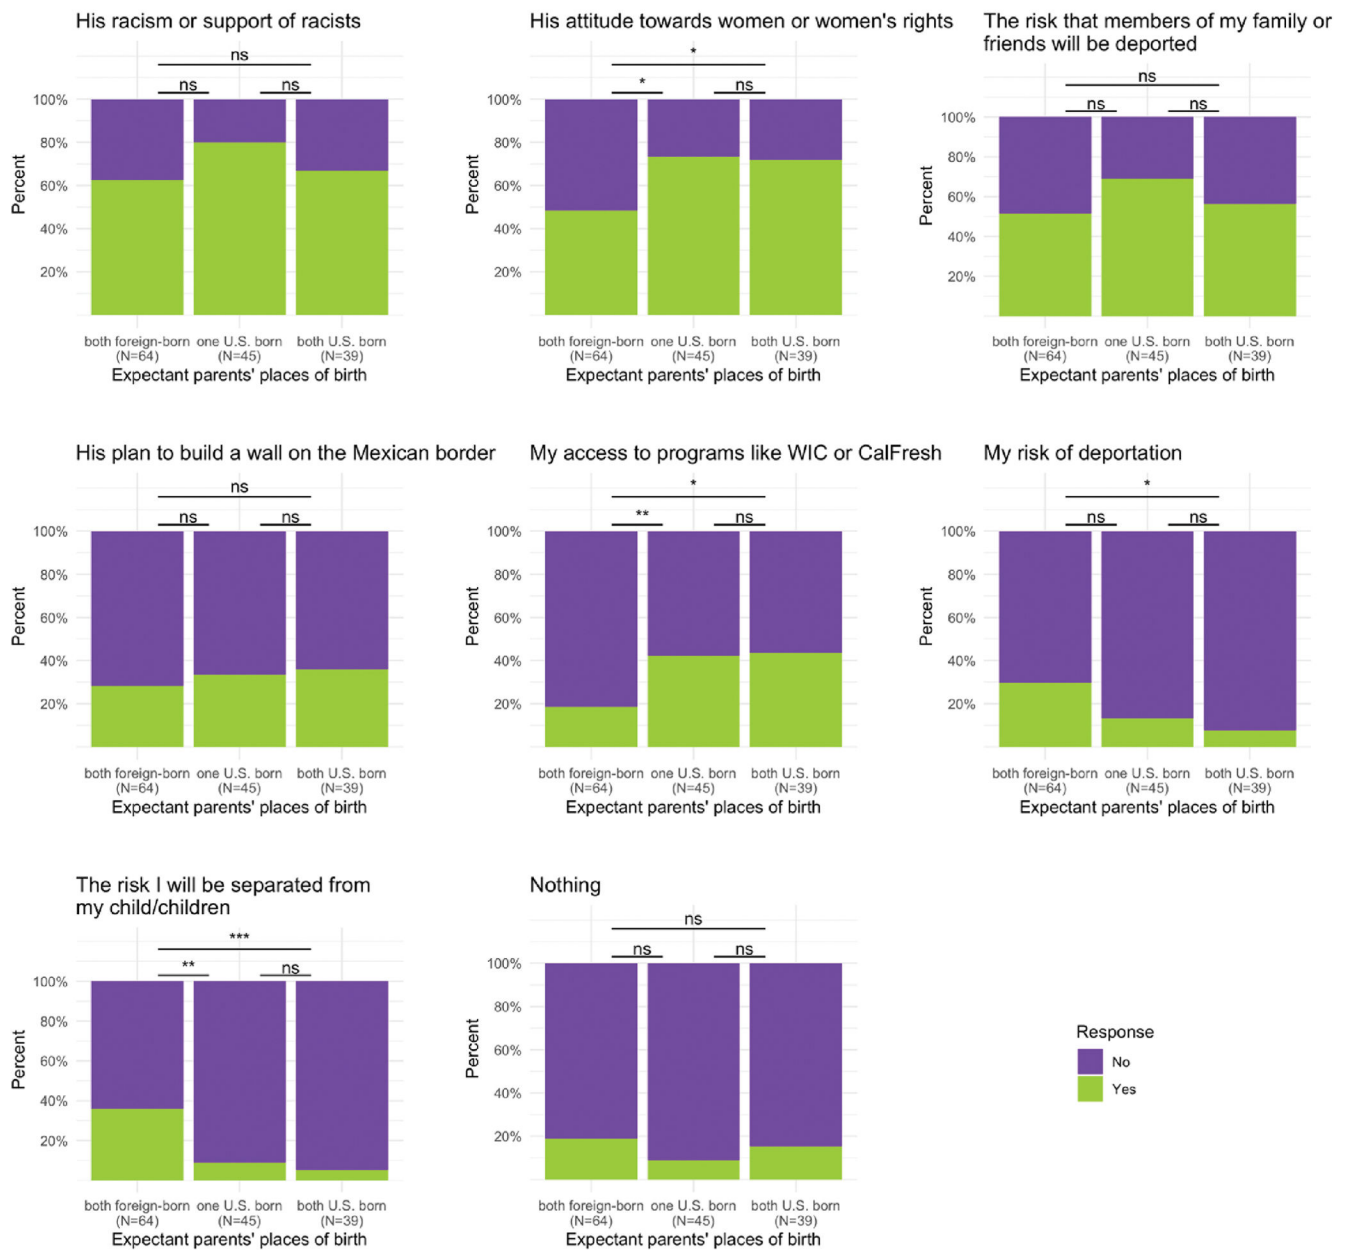 His racism or support of racists
ns
ns
ns
100%
80%
60%
40%
20%
Percent
both foreign-born one U.S. born both U.S. born
(N=64) (N=45) (N=39)
Expectant parents' places of birth
His attitude towards women or women's rights
*
*
ns
100%
80%
60%
40%
20%
Percent
both foreign-born one U.S. born both U.S. born
(N=64) (N=45) (N=39)
Expectant parents' places of birth
The risk that members of my family or
friends will be deported
ns
ns
ns
100%
80%
60%
40%
20%
Percent
both foreign-born one U.S. born both U.S. born
(N=64) (N=45) (N=39)
Expectant parents' places of birth
His plan to build a wall on the Mexican border
ns
ns
ns
100%
80%
60%
40%
20%
Percent
both foreign-born one U.S. born both U.S. born
(N=64) (N=45) (N=39)
Expectant parents' places of birth
My access to programs like WIC or CalFresh
*
**
ns
100%
80%
60%
40%
20%
Percent
both foreign-born one U.S. born both U.S. born
(N=64) (N=45) (N=39)
Expectant parents' places of birth
My risk of deportation
*
ns
ns
100%
80%
60%
40%
20%
Percent
both foreign-born one U.S. born both U.S. born
(N=64) (N=45) (N=39)
Expectant parents' places of birth
The risk I will be separated from
my child/children
***
**
ns
100%
80%
60%
40%
20%
Percent
both foreign-born one U.S. born both U.S. born
(N=64) (N=45) (N=39)
Expectant parents' places of birth
Nothing
ns
ns
ns
100%
80%
60%
40%
20%
Percent
both foreign-born one U.S. born both U.S. born
(N=64) (N=45) (N=39)
Expectant parents' places of birth
Response
No
Yes